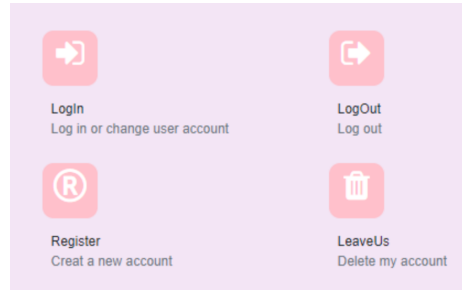 LogIn
Log in or change user account
LogOut
Log out
Register
Creat a new account
LeaveUs
Delete my account